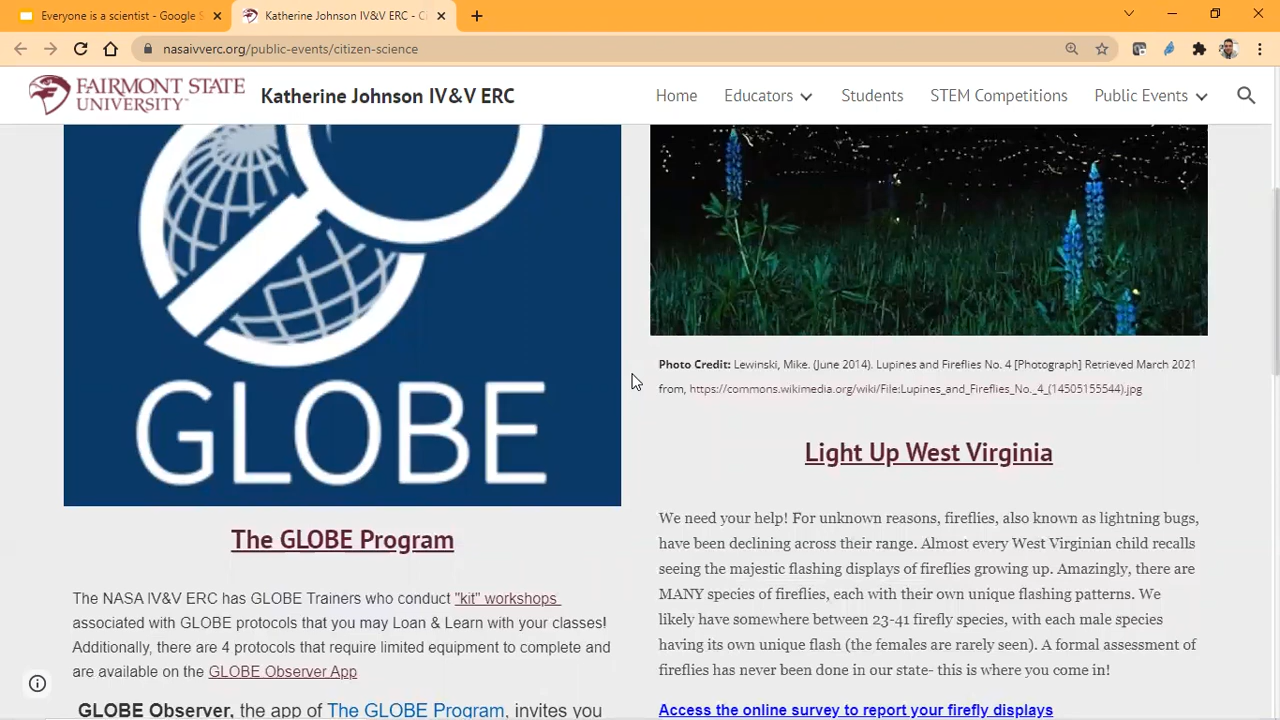 Everyone is a scientist - Google S
Katherine Johnson IV&V ERC - Ci
nasaivverc.org/public-events/citizen-science
FAIRMONT STATE
UNIVERSITY™
Katherine Johnson IV&V ERC
Home
Educators
Students
STEM Competitions
Public Events
GLOBE
The GLOBE Program
The NASA IV&V ERC has GLOBE Trainers who conduct "kit" workshops
associated with GLOBE protocols that you may Loan & Learn with your classes!
Additionally, there are 4 protocols that require limited equipment to complete and
are available on the GLOBE Observer App
GLOBE Observer, the app of The GLOBE Program, invites you
Photo Credit: Lewinski, Mike. (June 2014). Lupines and Fireflies No. 4 [Photograph] Retrieved March 2021
from, https://commons.wikimedia.org/wiki/File:Lupines_and_Fireflies_No._4_(14505155544).jpg
Light Up West Virginia
We need your help! For unknown reasons, fireflies, also known as lightning bugs,
have been declining across their range. Almost every West Virginian child recalls
seeing the majestic flashing displays of fireflies growing up. Amazingly, there are
MANY species of fireflies, each with their own unique flashing patterns. We
likely have somewhere between 23-41 firefly species, with each male species
having its own unique flash (the females are rarely seen). A formal assessment of
fireflies has never been done in our state- this is where you come in!
Access the online survey to report your firefly displays